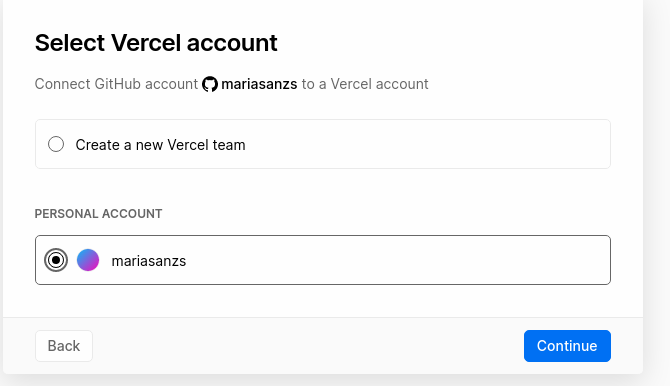 Select Vercel account
Connect GitHub account mariasanzs to a Vercel account
Create a new Vercel team
PERSONAL ACCOUNT
mariasanzs
Back
Continue